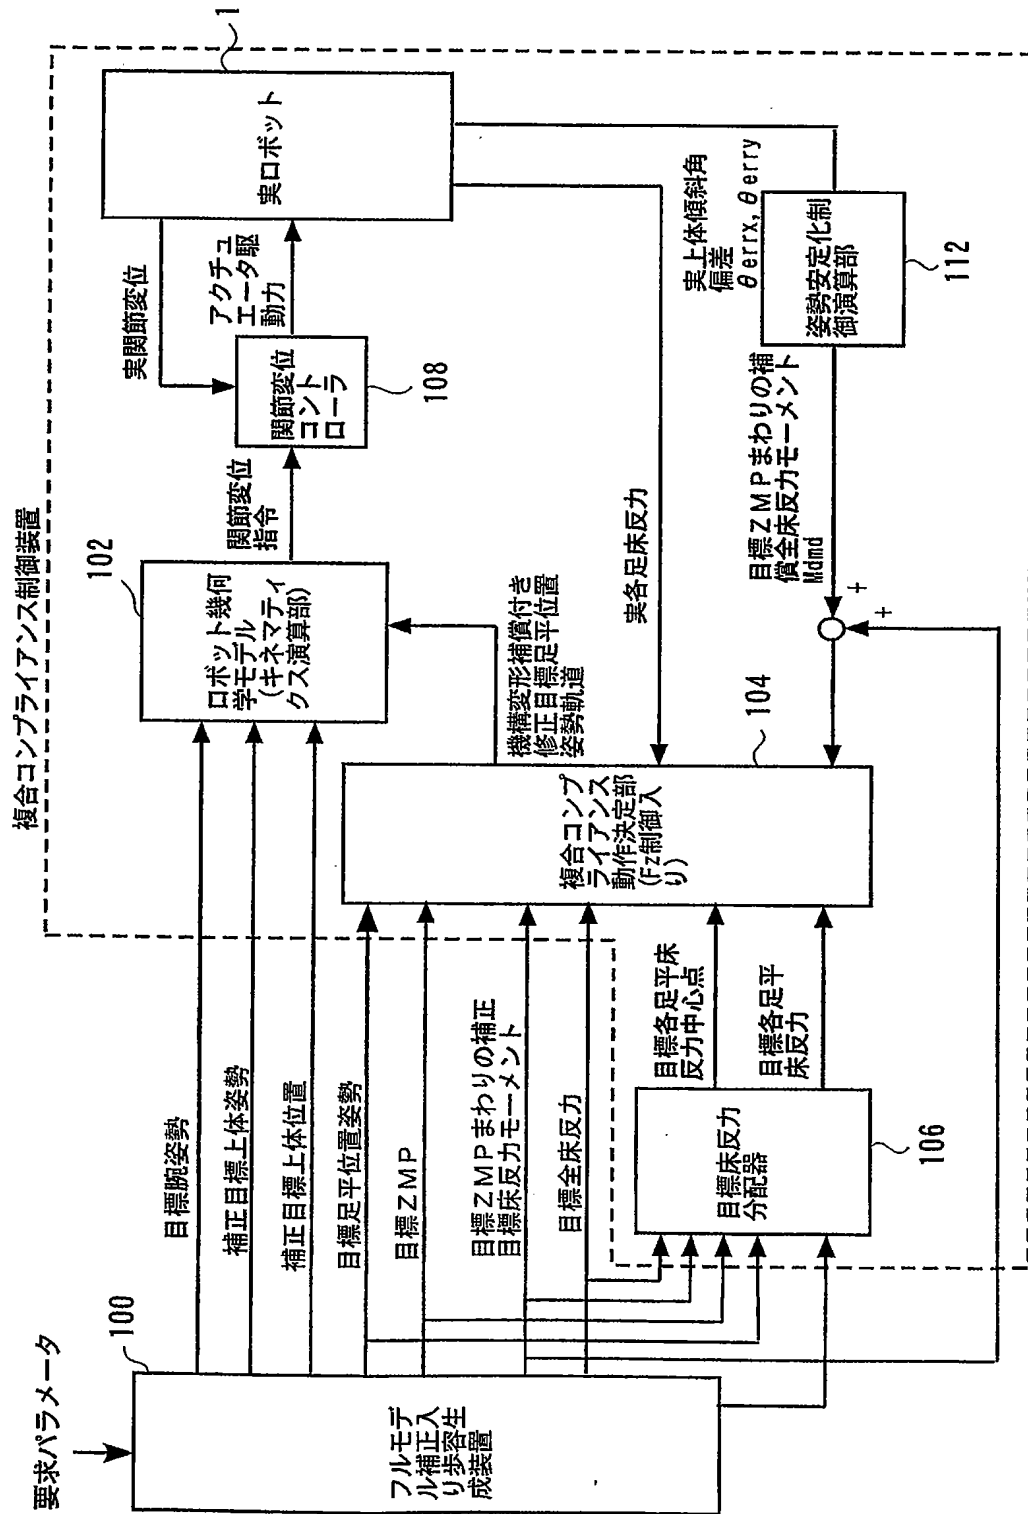 要求パラメータ
100
フルモデ
ル補正入
り歩容生
成装置
目標腕姿勢
補正目標上体姿勢
補正目標上体位置
目標足平位置姿勢
目標ZMP
目標ZMPまわりの補正
目標床反力モーメント
目標全床反力
目標床反力
分配器
106
目標各足平床
反力中心点
目標各足平
床反力
複合コンプライアンス制御装置
102
ロボット幾何
学モデル
(キネマティ
クス演算部)
複合コンプ
ライアンス
動作決定部
(Fz制御入
り)
104
機構変形補償付き
修正目標足平位置
姿勢軌道
関節変位
指令
関節変位
コント
ローラ
108
実関節変位
アクチュ
エータ駆
動力
実ロボット
1
実各足床反力
実上体傾斜角
偏差
θerrx, θerry
姿勢安定化制
御演算部
112
目標ZMPまわりの補
償全床反力モーメント
Mdmd
+
+